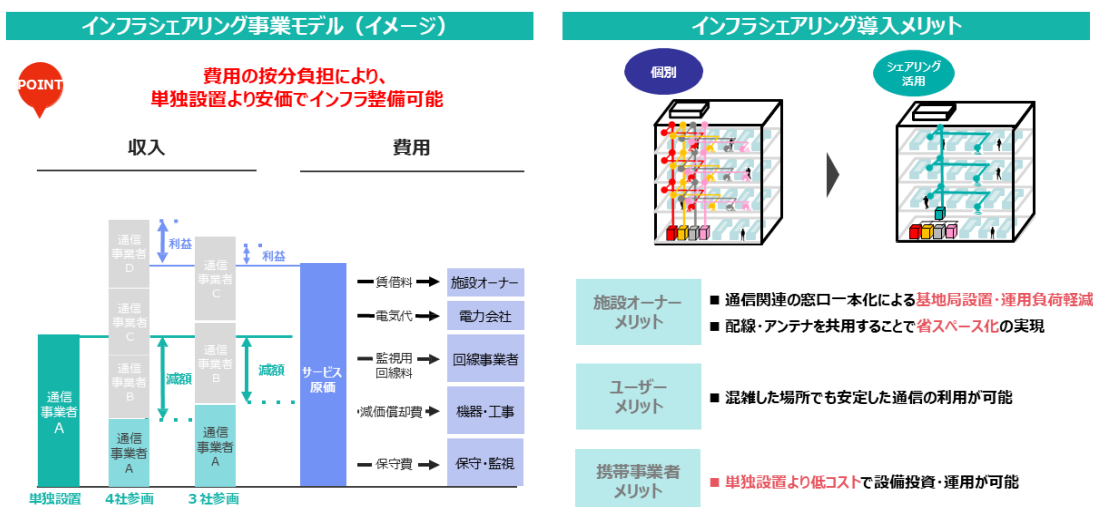 インフラシェアリング事業モデル（イメージ）
POINT
費用の按分負担により、
単独設置より安価でインフラ整備可能
収入
費用
通信
事業者
D
通信
事業者
C
通信
事業者
B
通信
事業者
A
通信
事業者
C
通信
事業者
B
通信
事業者
A
通信
事業者
A
利益
利益
減額
減額
サービス
原価
賃借料
施設オーナー
電気代
電力会社
監視用
回線料
回線事業者
減価償却費
機器・工事
保守費
保守・監視
単独設置
4社参画
３社参画
インフラシェアリング導入メリット
個別
シェアリング
活用
施設オーナー
メリット
■ 通信関連の窓口一本化による基地局設置・運用負荷軽減
■ 配線・アンテナを共用することで省スペース化の実現
ユーザー
メリット
■ 混雑した場所でも安定した通信の利用が可能
携帯事業者
メリット
■ 単独設置より低コストで設備投資・運用が可能